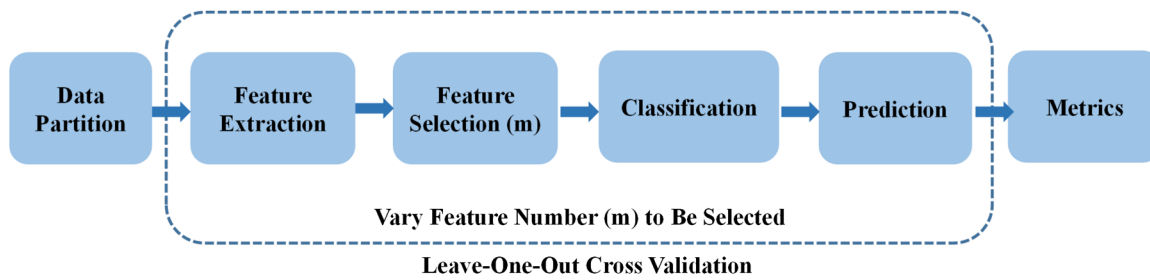 Data
Partition
Feature
Extraction
Feature
Selection (m)
Classification
Prediction
Metrics
Vary Feature Number (m) to Be Selected
Leave-One-Out Cross Validation